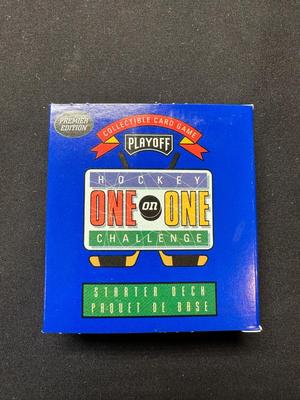 PREMIER
EDITION
COLLECTIBLE CARD GAME
PLAYOFF
HOCKEY
ONE on ONE
CHALLENGE
STARTER DECK
PAQUET DE BASE